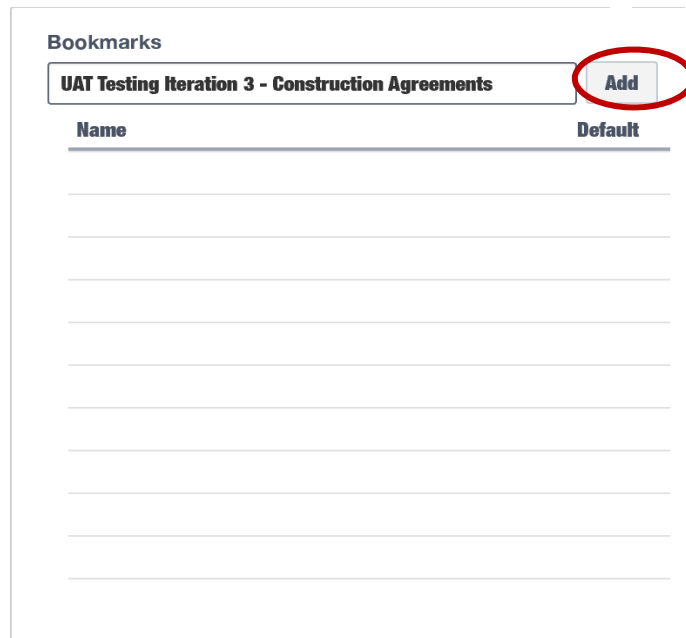 Bookmarks
UAT Testing Iteration 3 - Construction Agreements Add
Name Default